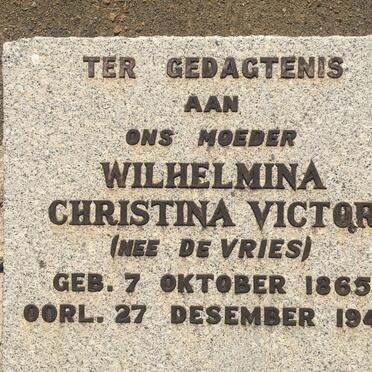 TER GEDAGTENIS
AAN
ONS MOEDER
WILHELMINA
CHRISTINA VICTOR
(NEE DE VRIES)
GEB. 7 OKTOBER 1865
OORL. 27 DESEMBER